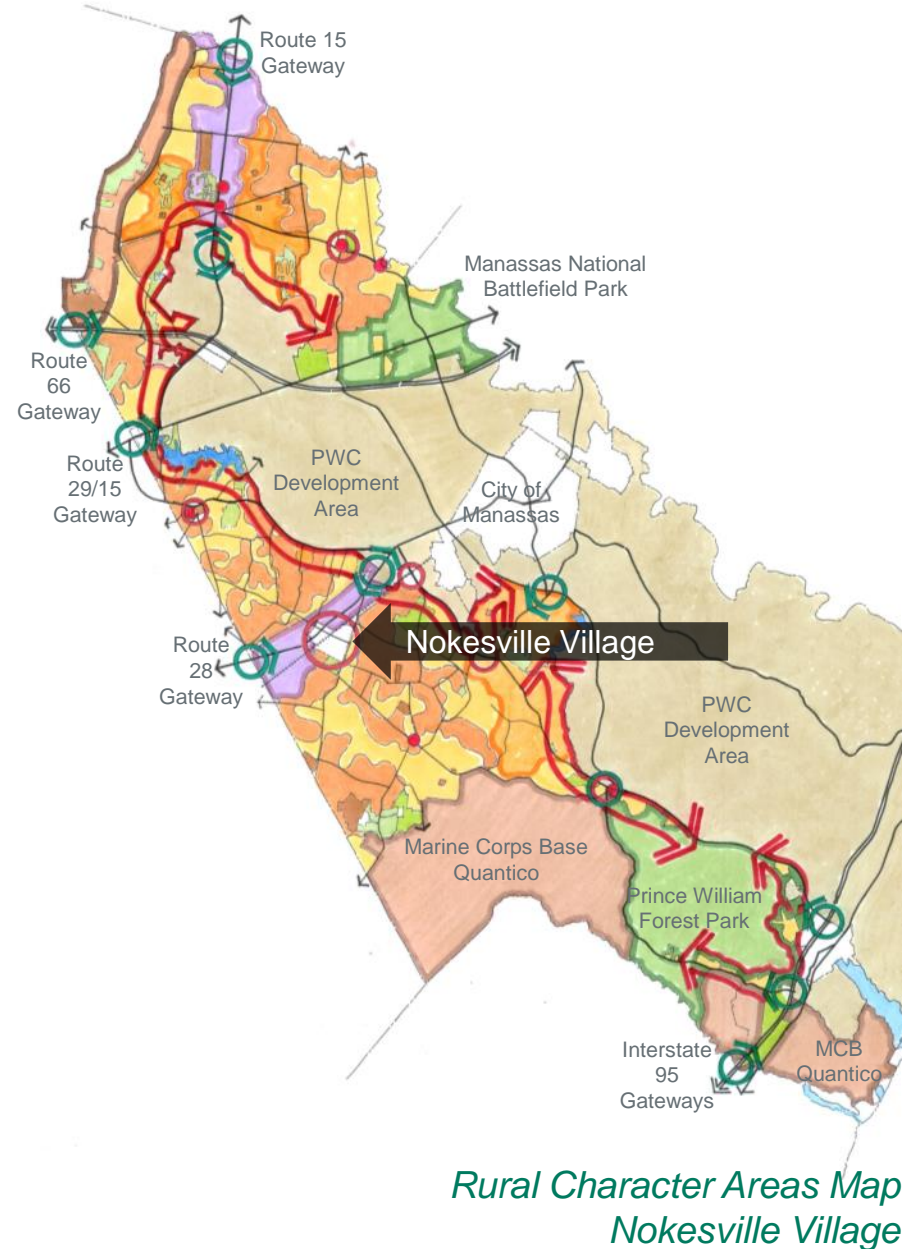 Route 15
Gateway
Manassas National
Battlefield Park
Route
66
Gateway
Route
29/15
Gateway
PWC
Development
Area
City of
Manassas
Nokesville Village
Route
28
Gateway
PWC
Development
Area
Marine Corps Base
Quantico
Prince William
Forest Park
Interstate
95
Gateways
MCB
Quantico
Rural Character Areas Map
Nokesville Village